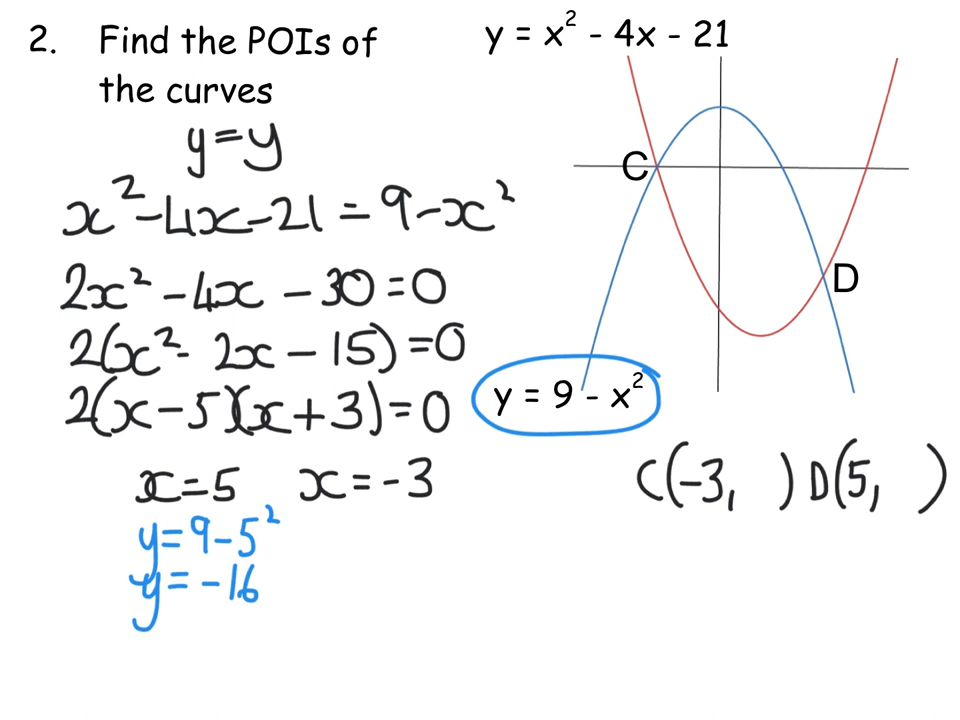 2. Find the POIs of
the curves
y = x² - 4x - 21
y=y
x²-4x-21=9-x²
2x²-4x-30=0
2(x²-2x-15)=0
2(x-5)(x+3)=0
x=5 x=-3
y=9-5²
y=-16
C
D
y = 9 - x²
C(-3, ) D(5, )